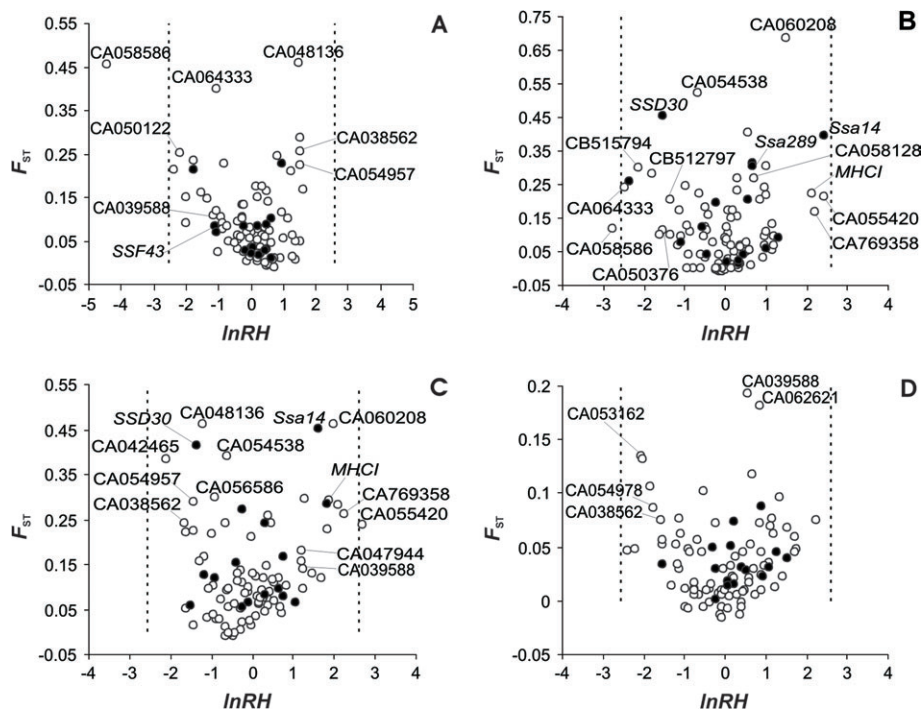 A
0.55
0.45
0.35
0.25
0.15
0.05
-0.05
F_ST
CA058586
CA048136
CA064333
CA050122
CA038562
CA054957
CA039588
SSF43
-5 -4 -3 -2 -1 0 1 2 3 4
lnRH
B
0.75
0.65
0.55
0.45
0.35
0.25
0.15
0.05
-0.05
F_ST
CA060208
CA054538
SSD30
Ssa289
Ssa14
CB515794
CB512797
CA058128
MHCI
CA064333
CA055420
CA058586
CA769358
CA050376
-4 -3 -2 -1 0 1 2 3 4
lnRH
C
0.55
0.45
0.35
0.25
0.15
0.05
-0.05
F_ST
SSD30
CA048136
Ssa14
CA060208
CA042465
CA054538
MHCI
CA054957
CA056586
CA769358
CA038562
CA055420
CA047944
CA039588
-4 -3 -2 -1 0 1 2 3 4
lnRH
D
0.2
0.15
0.1
0.05
0
-0.05
F_ST
CA039588
CA062621
CA053162
CA054978
CA038562
-4 -3 -2 -1 0 1 2 3 4
lnRH